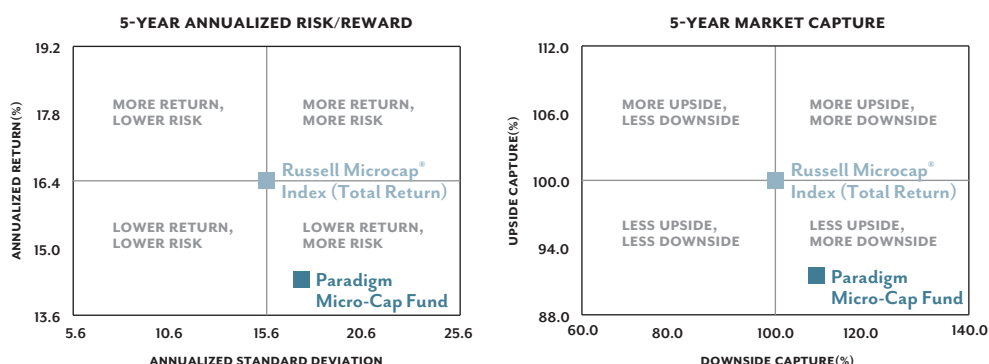 5-YEAR ANNUALIZED RISK/REWARD
19.2
17.8
16.4
15.0
13.6
ANNUALIZED RETURN(%)
MORE RETURN,
LOWER RISK
MORE RETURN,
MORE RISK
Russell Microcap®
Index (Total Return)
LOWER RETURN,
LOWER RISK
LOWER RETURN,
MORE RISK
Paradigm
Micro-Cap Fund
5.6 10.6 15.6 20.6 25.6
ANNUALIZED STANDARD DEVIATION
5-YEAR MARKET CAPTURE
112.0
106.0
100.0
94.0
88.0
UPSIDE CAPTURE(%)
MORE UPSIDE,
LESS DOWNSIDE
MORE UPSIDE,
MORE DOWNSIDE
Russell Microcap®
Index (Total Return)
LESS UPSIDE,
LESS DOWNSIDE
LESS UPSIDE,
MORE DOWNSIDE
Paradigm
Micro-Cap Fund
60.0 80.0 100.0 120.0 140.0
DOWNSIDE CAPTURE(%)